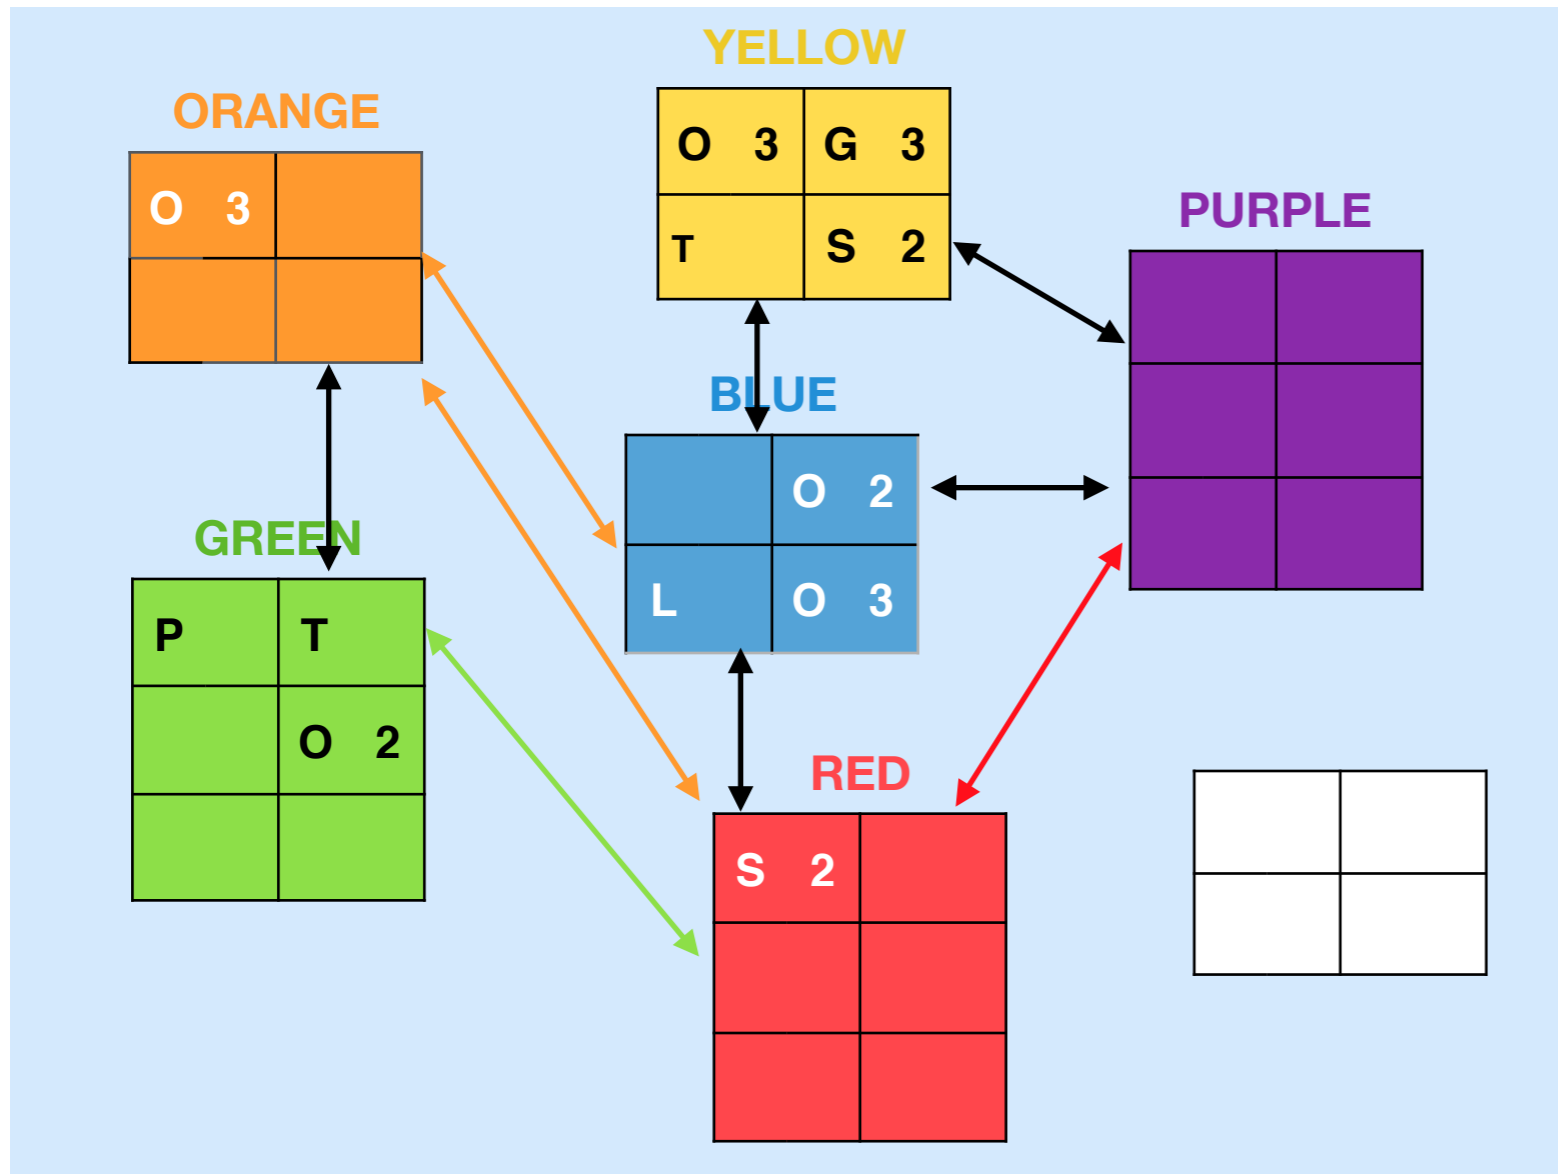 YELLOW
ORANGE
O 3 G 3
T S 2
O 3
PURPLE
BLUE
O 2
L O 3
GREEN
P T
O 2
RED
S 2